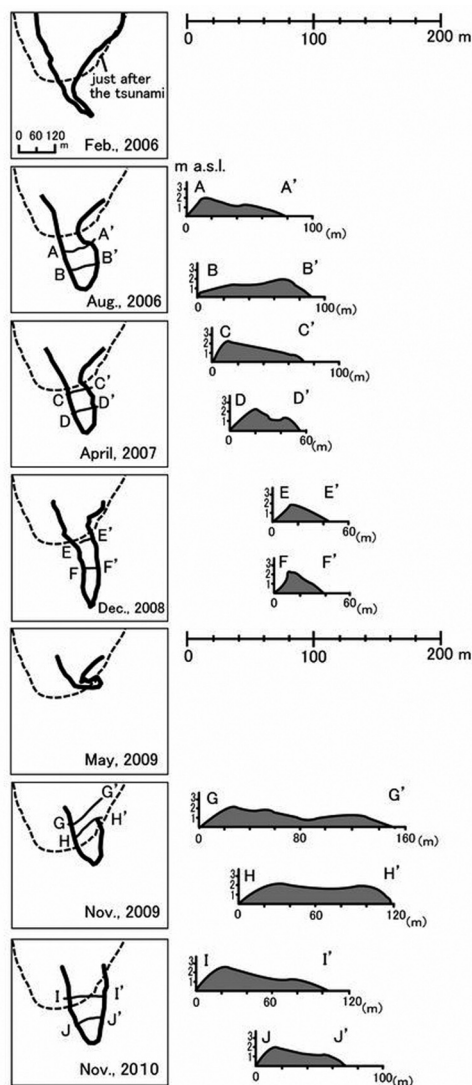 0 100 200 m
just after
the tsunami
0 60 120
m
Feb., 2006
m a.s.l.
3
2
1
A A'
0 100 (m)
A A'
B B'
Aug., 2006
3
2
1
B B'
0 100 (m)
3
2
1
C C'
0 100 (m)
C C'
D D'
April, 2007
3
2
1
D D'
0 60
(m)
3
2
1
E E'
0 60
(m)
E E'
F F'
Dec., 2008
3
2
1
F F'
0 60
(m)
0 100 200 m
May, 2009
3
2
1
G G'
0 80 160
(m)
G G'
H H'
Nov., 2009
3
2
1
H H'
0 60 120
(m)
3
2
1
I I'
0 60 120
(m)
I I'
J J'
Nov., 2010
3
2
1
J J'
0 100 (m)